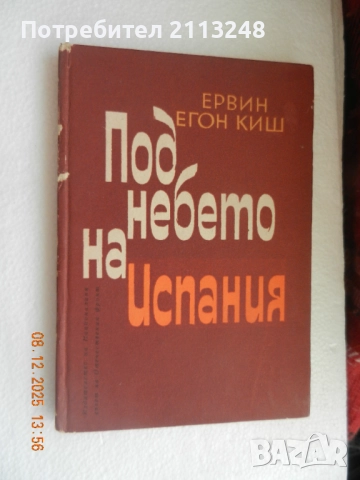 Потребител 2113248
ЕРВИН
ЕГОН КИШ
Под
небето
на
Испания
08.12.2025 13:56
BAZAR